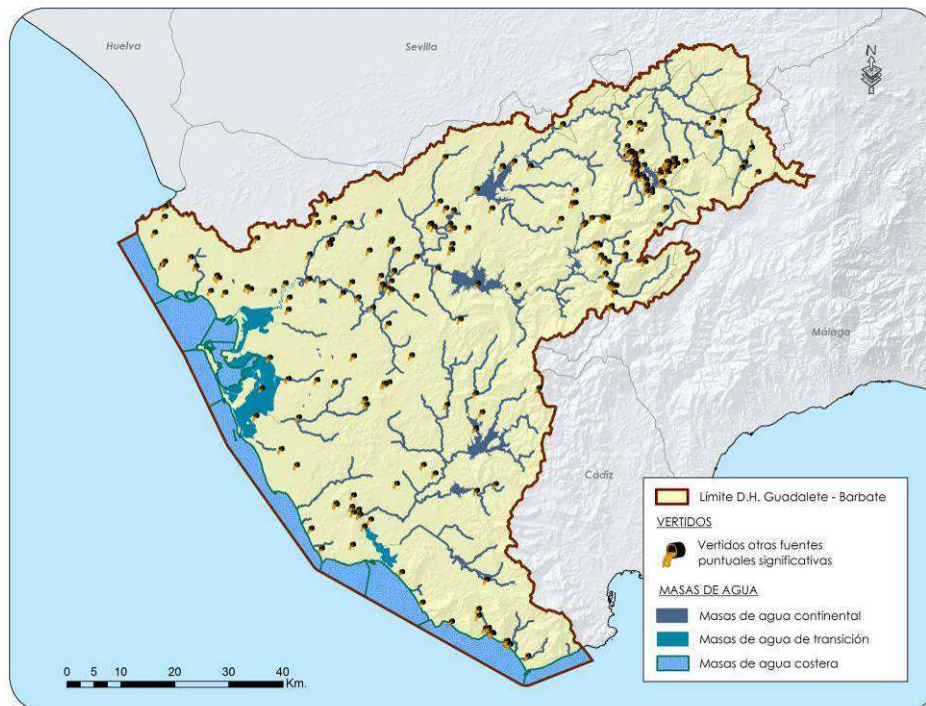 Huelva
Sevilla
N
Málaga
Cádiz
Límite D.H. Guadalete - Barbate
VERTIDOS
Vertidos otras fuentes
puntuales significativas
MASAS DE AGUA
Masas de agua continental
Masas de agua de transición
Masas de agua costera
0 5 10 20 30 40
Km.